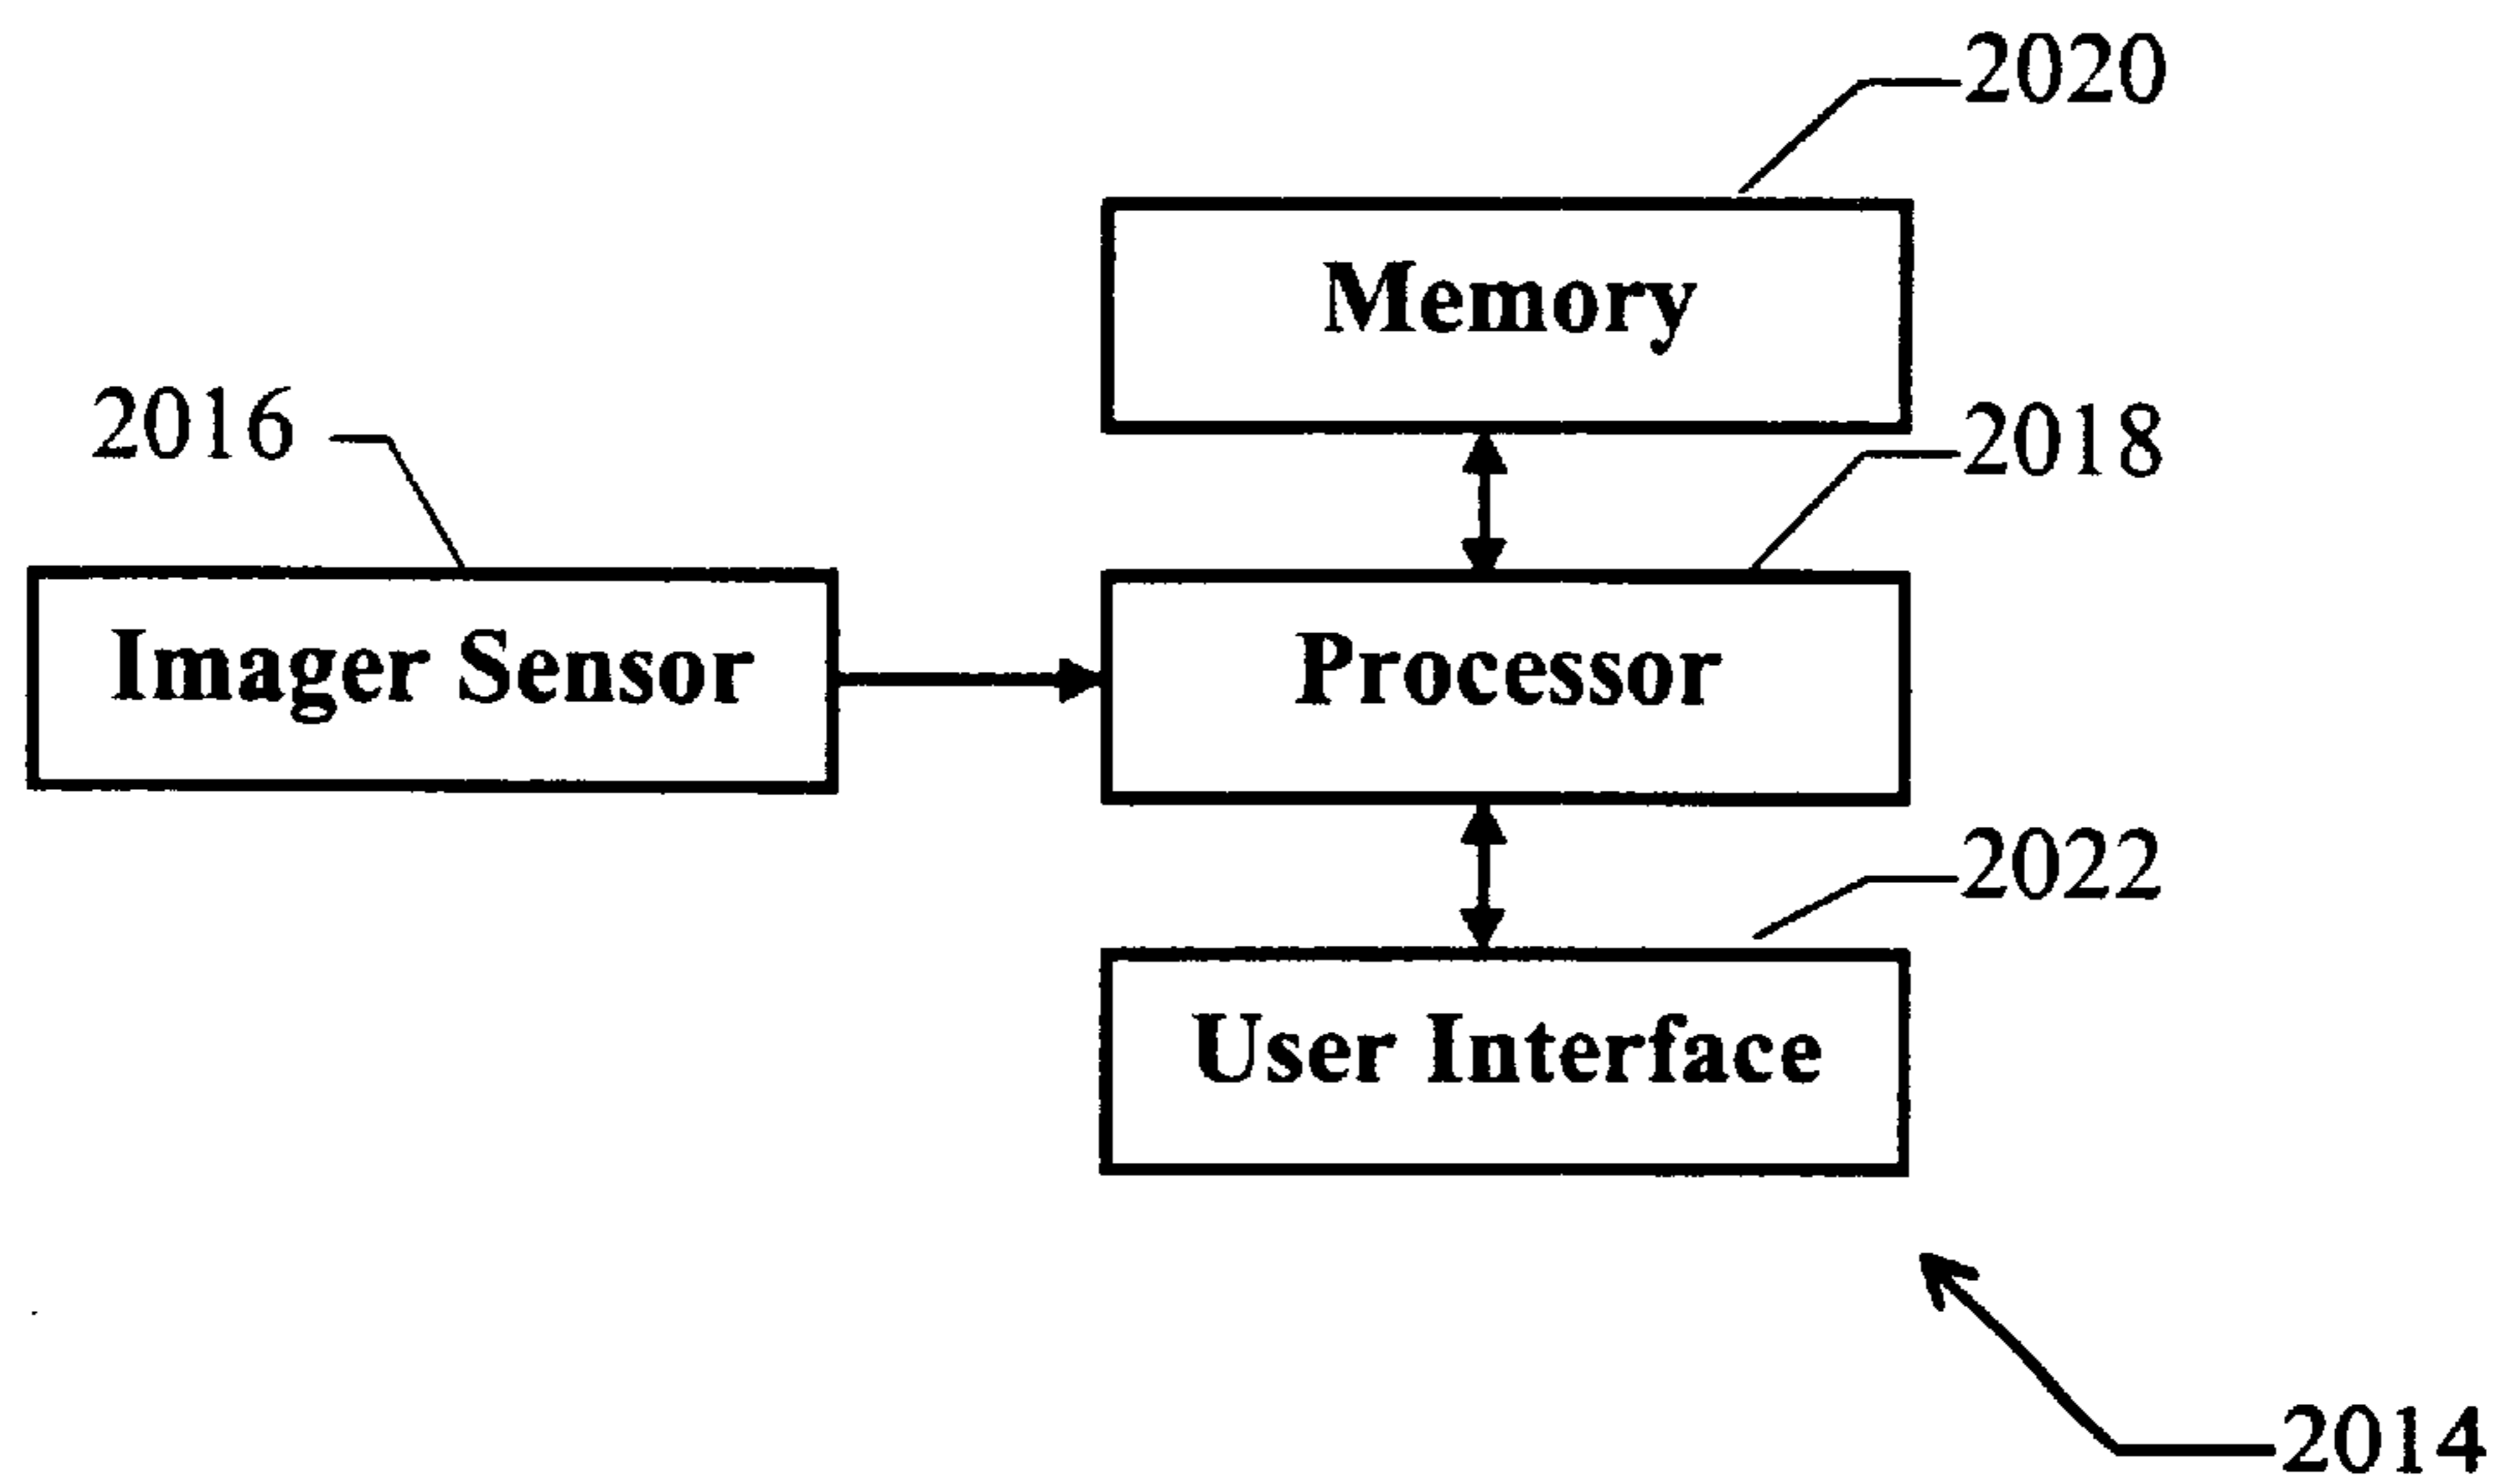 2020
Memory
2016
2018
Imager Sensor
Processor
2022
User Interface
2014